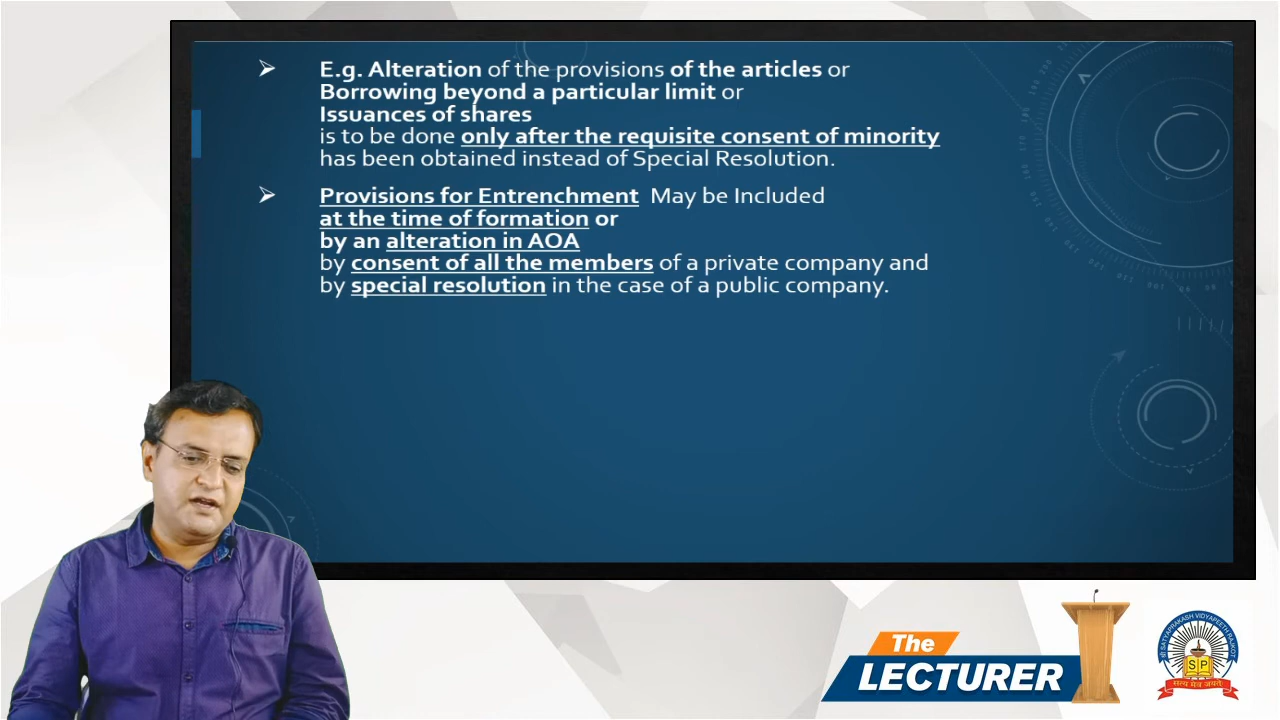 E.g. Alteration of the provisions of the articles or
Borrowing beyond a particular limit or
Issuances of shares
is to be done only after the requisite consent of minority
has been obtained instead of Special Resolution.
Provisions for Entrenchment May be Included
at the time of formation or
by an alteration in AOA
by consent of all the members of a private company and
by special resolution in the case of a public company.
The
LECTURER
SP
सत्य मेव जयते